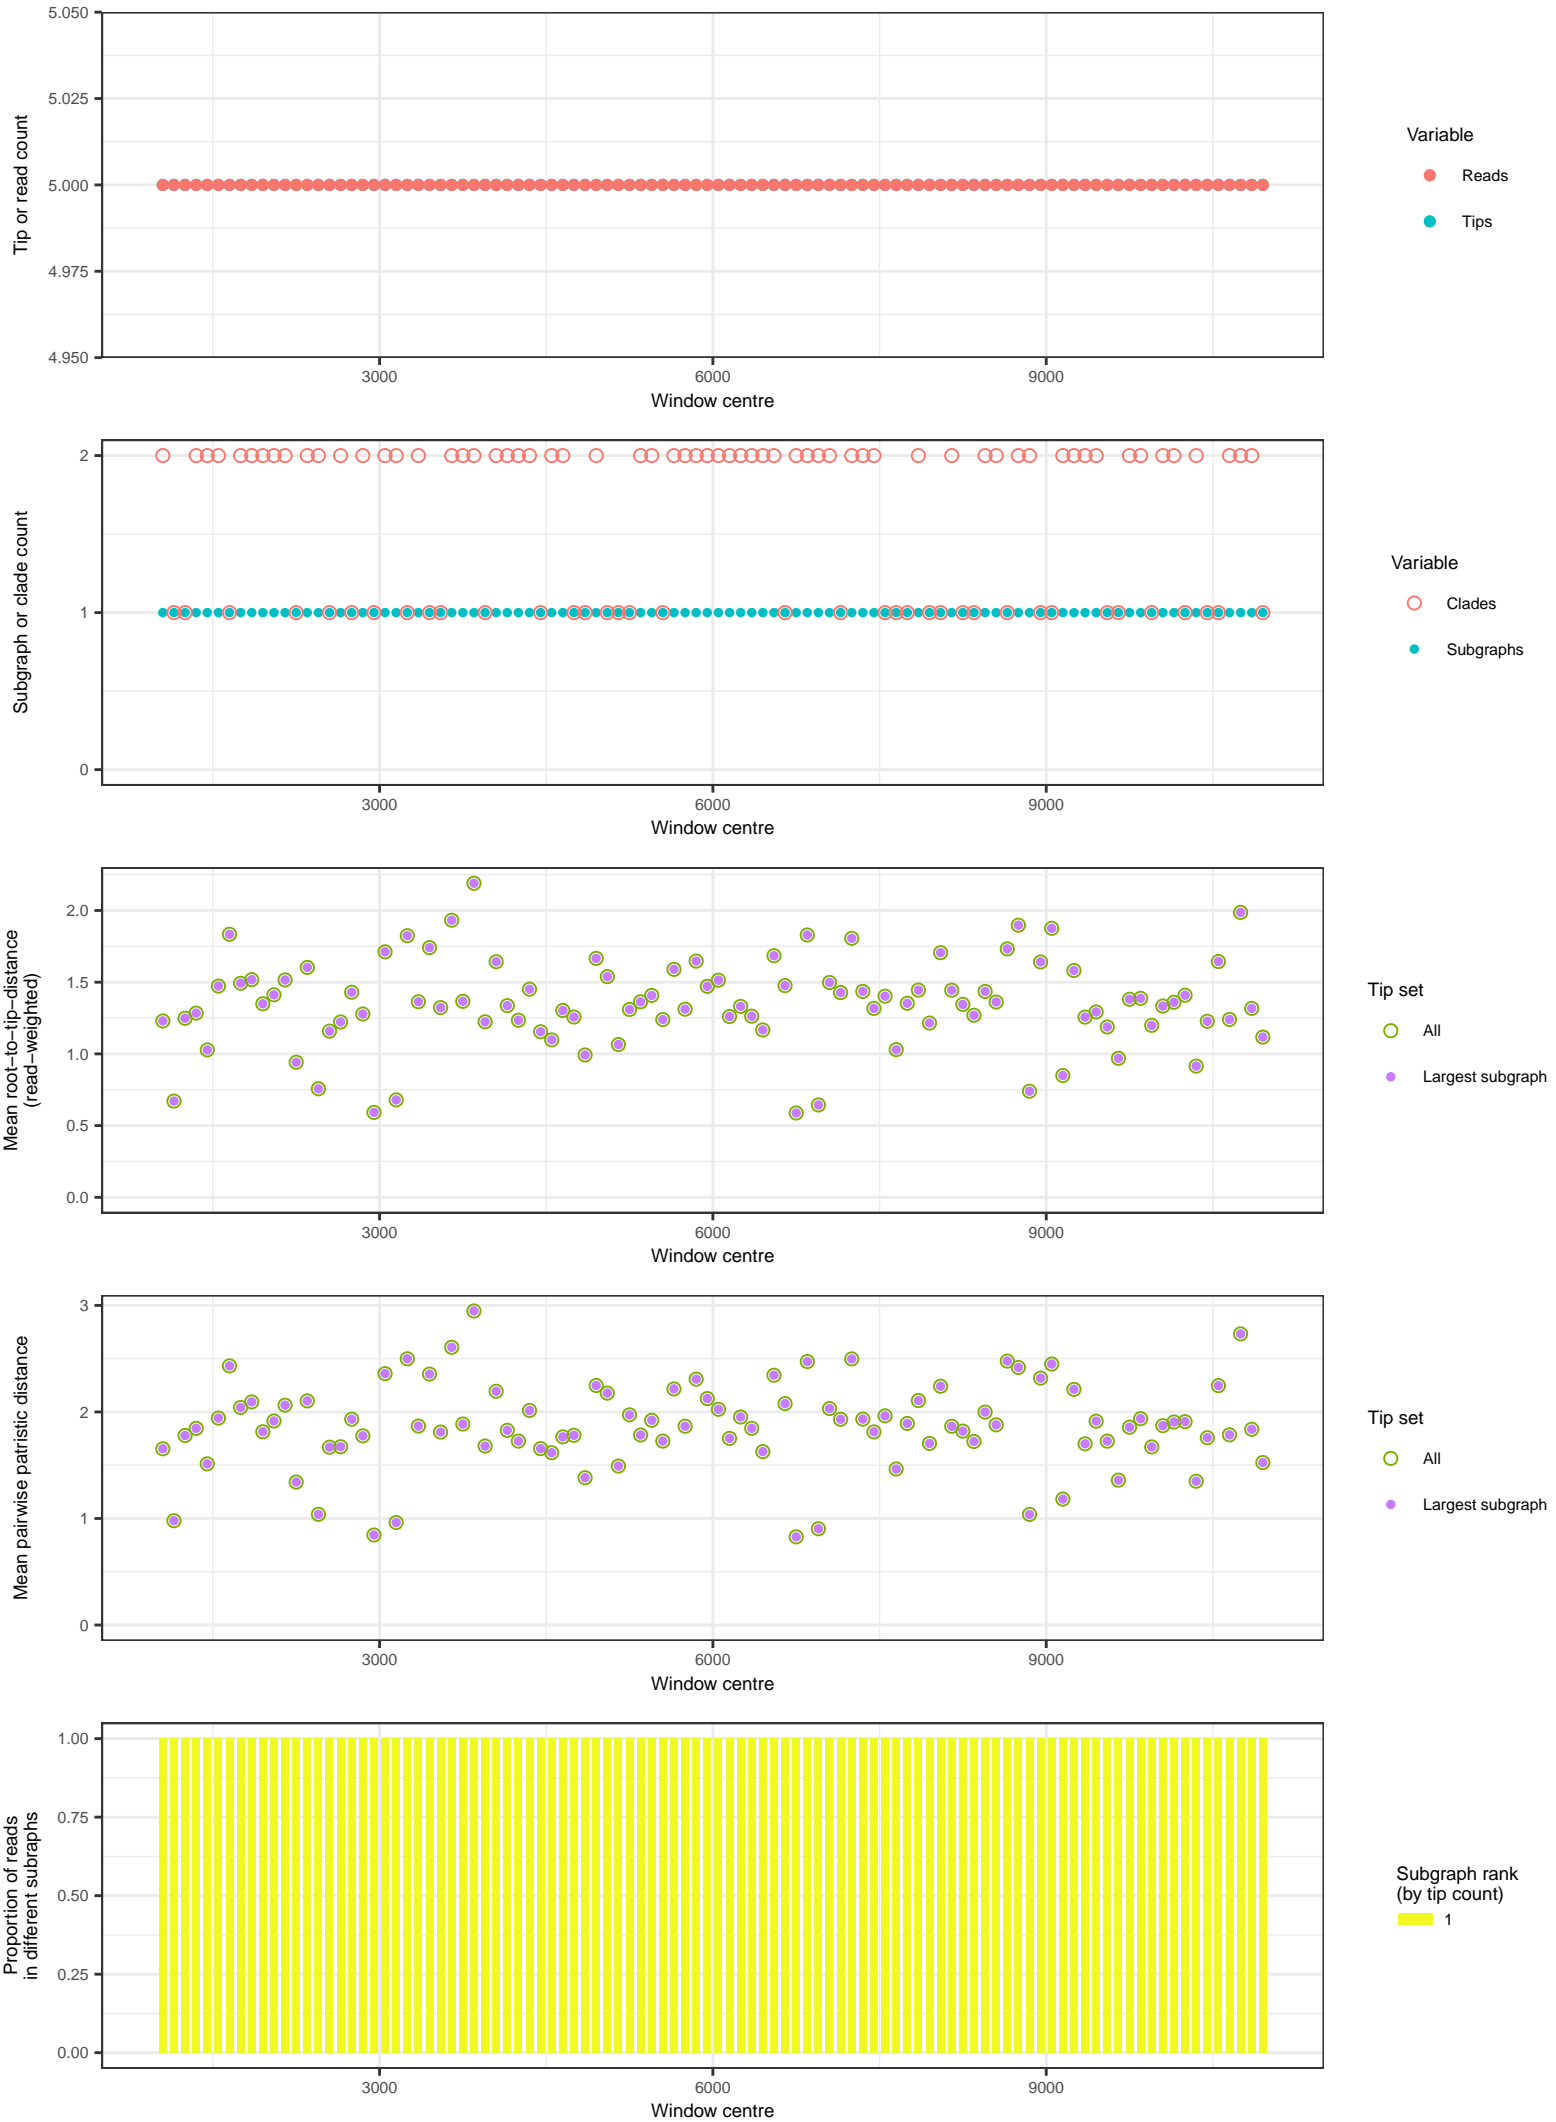 5.050
5.025
5.000
4.975
4.950
Tip or read count
3000 6000 9000
Window centre
Variable
Reads
Tips
2
1
0
Subgraph or clade count
3000 6000 9000
Window centre
Variable
Clades
Subgraphs
2.0
1.5
1.0
0.5
0.0
Mean root−to−tip−distance
(read−weighted)
3000 6000 9000
Window centre
Tip set
All
Largest subgraph
3
2
1
0
Mean pairwise patristic distance
3000 6000 9000
Window centre
Tip set
All
Largest subgraph
1.00
0.75
0.50
0.25
0.00
Proportion of reads
in different subraphs
3000 6000 9000
Window centre
Subgraph rank
(by tip count)
1